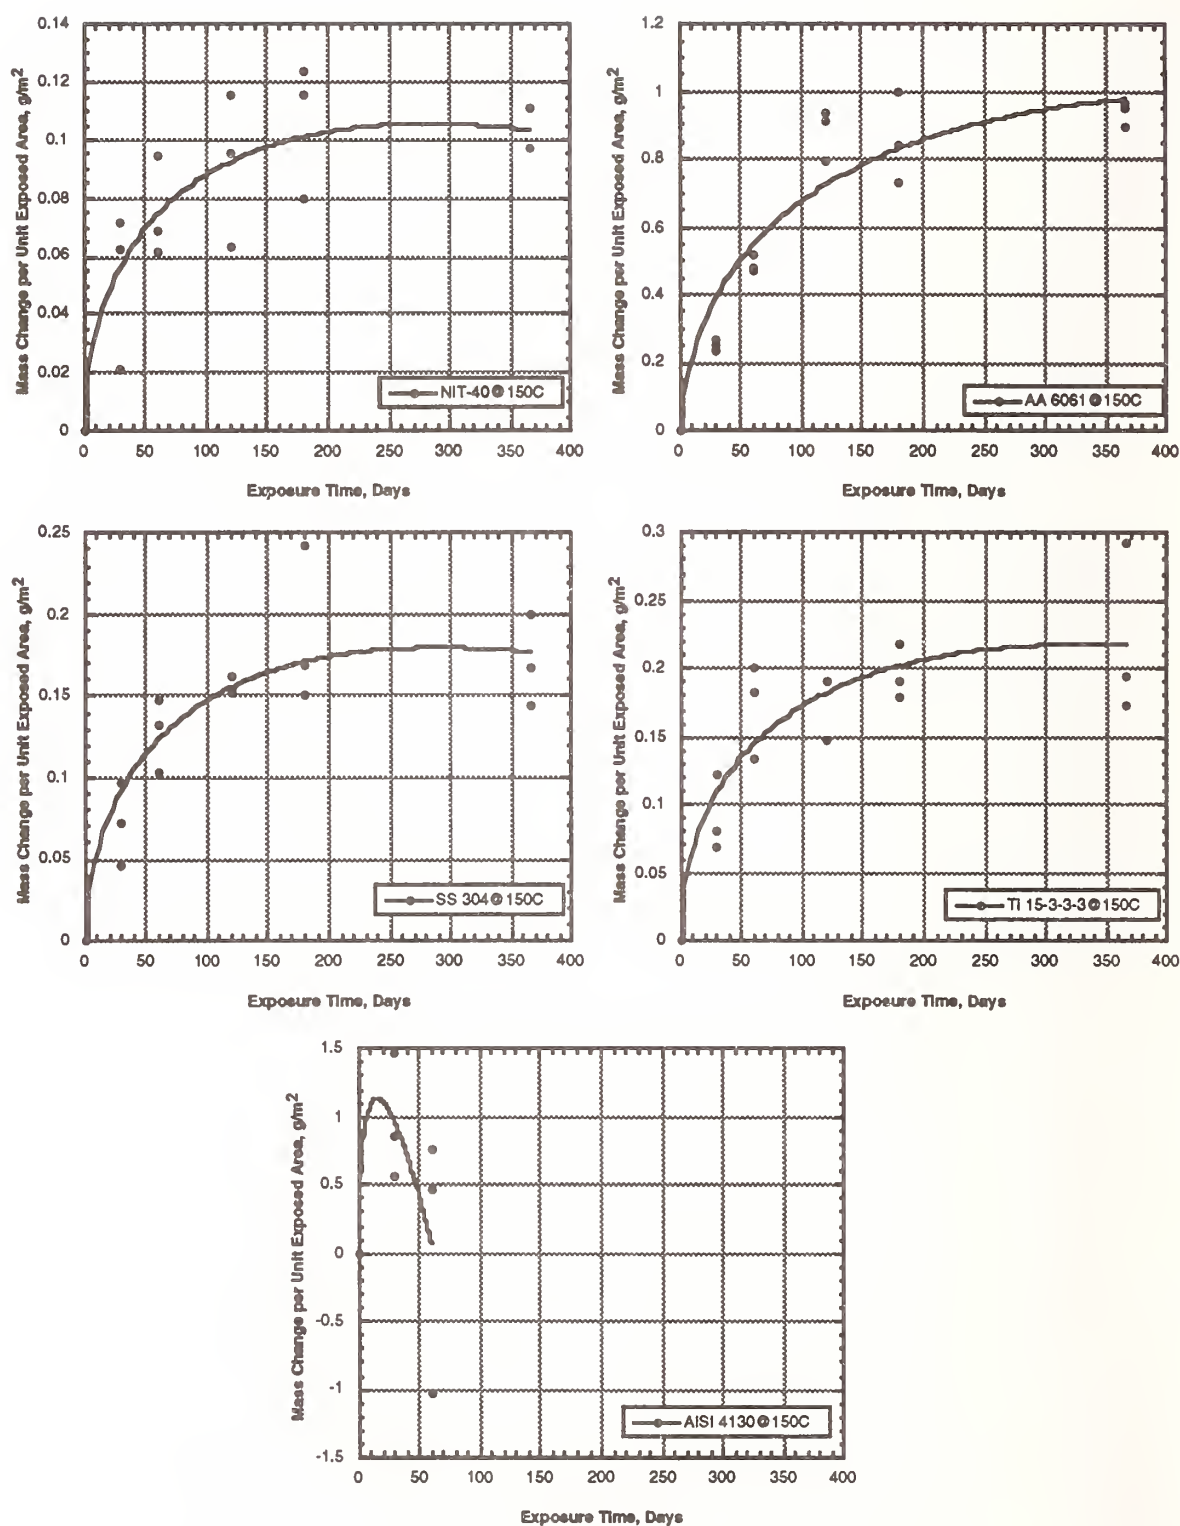 0.14
0.12
0.1
0.08
0.06
0.04
0.02
0
Mass Change per Unit Exposed Area, g/m2
NIT-40 @ 150C
0 50 100 150 200 250 300 350 400
Exposure Time, Days
1.2
1
0.8
0.6
0.4
0.2
0
Mass Change per Unit Exposed Area, g/m2
AA 6061 @ 150C
0 50 100 150 200 250 300 350 400
Exposure Time, Days
0.25
0.2
0.15
0.1
0.05
0
Mass Change per Unit Exposed Area, g/m2
SS 304 @ 150C
0 50 100 150 200 250 300 350 400
Exposure Time, Days
0.3
0.25
0.2
0.15
0.1
0.05
0
Mass Change per Unit Exposed Area, g/m2
Ti 15-3-3-3 @ 150C
0 50 100 150 200 250 300 350 400
Exposure Time, Days
1.5
1
0.5
0
-0.5
-1
-1.5
Mass Change per Unit Exposed Area, g/m2
AISI 4130 @ 150C
0 50 100 150 200 250 300 350 400
Exposure Time, Days